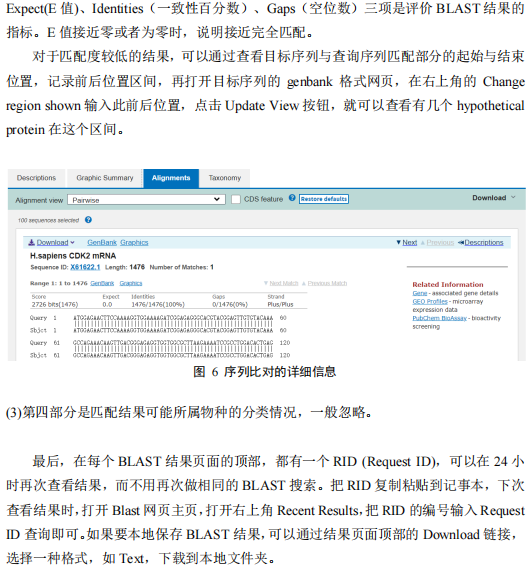 Expect(E 值)、Identities（一致性百分数）、Gaps（空位数）三项是评价 BLAST 结果的
指标。E 值接近零或者为零时，说明接近完全匹配。
对于匹配度较低的结果，可以通过查看目标序列与查询序列匹配部分的起始与结束
位置，记录前后位置区间，再打开目标序列的 genbank 格式网页，在右上角的 Change
region shown 输入此前后位置，点击 Update View 按钮，就可以查看有几个 hypothetical
protein 在这个区间。
Descriptions Graphic Summary Alignments Taxonomy
Alignment view Pairwise CDS feature Restore defaults Download
100 sequences selected
Download GenBank Graphics Next Previous Descriptions
H.sapiens CDK2 mRNA
Sequence ID: X61622.1 Length: 1476 Number of Matches: 1
Range 1: 1 to 1476 GenBank Graphics Next Match Previous Match
Score Expect Identities Gaps Strand
2726 bits(1476) 0.0 1476/1476(100%) 0/1476(0%) Plus/Plus
Query 1 ATGGAGAACTTCCAAAAGGTGGAAAAGATCGGAGAGGGCACGTACGGAGTTGTGTACAAA 60
Sbjct 1 ATGGAGAACTTCCAAAAGGTGGAAAAGATCGGAGAGGGCACGTACGGAGTTGTGTACAAA 60
Query 61 GCCAGAAACAAGTTGACGGGAGAGGTGGTGGCGCTTAAGAAAATCCGCCTGGACACTGAG 120
Sbjct 61 GCCAGAAACAAGTTGACGGGAGAGGTGGTGGCGCTTAAGAAAATCCGCCTGGACACTGAG 120
Related Information
Gene - associated gene details
GEO Profiles - microarray
expression data
PubChem BioAssay - bioactivity
screening
图 6 序列比对的详细信息
(3)第四部分是匹配结果可能所属物种的分类情况，一般忽略。
最后，在每个 BLAST 结果页面的顶部，都有一个 RID (Request ID)，可以在 24 小
时再次查看结果，而不用再次做相同的 BLAST 搜索。把 RID 复制粘贴到记事本，下次
查看结果时，打开 Blast 网页主页，打开右上角 Recent Results，把 RID 的编号输入 Request
ID 查询即可。如果要本地保存 BLAST 结果，可以通过结果页面顶部的 Download 链接，
选择一种格式，如 Text，下载到本地文件夹。